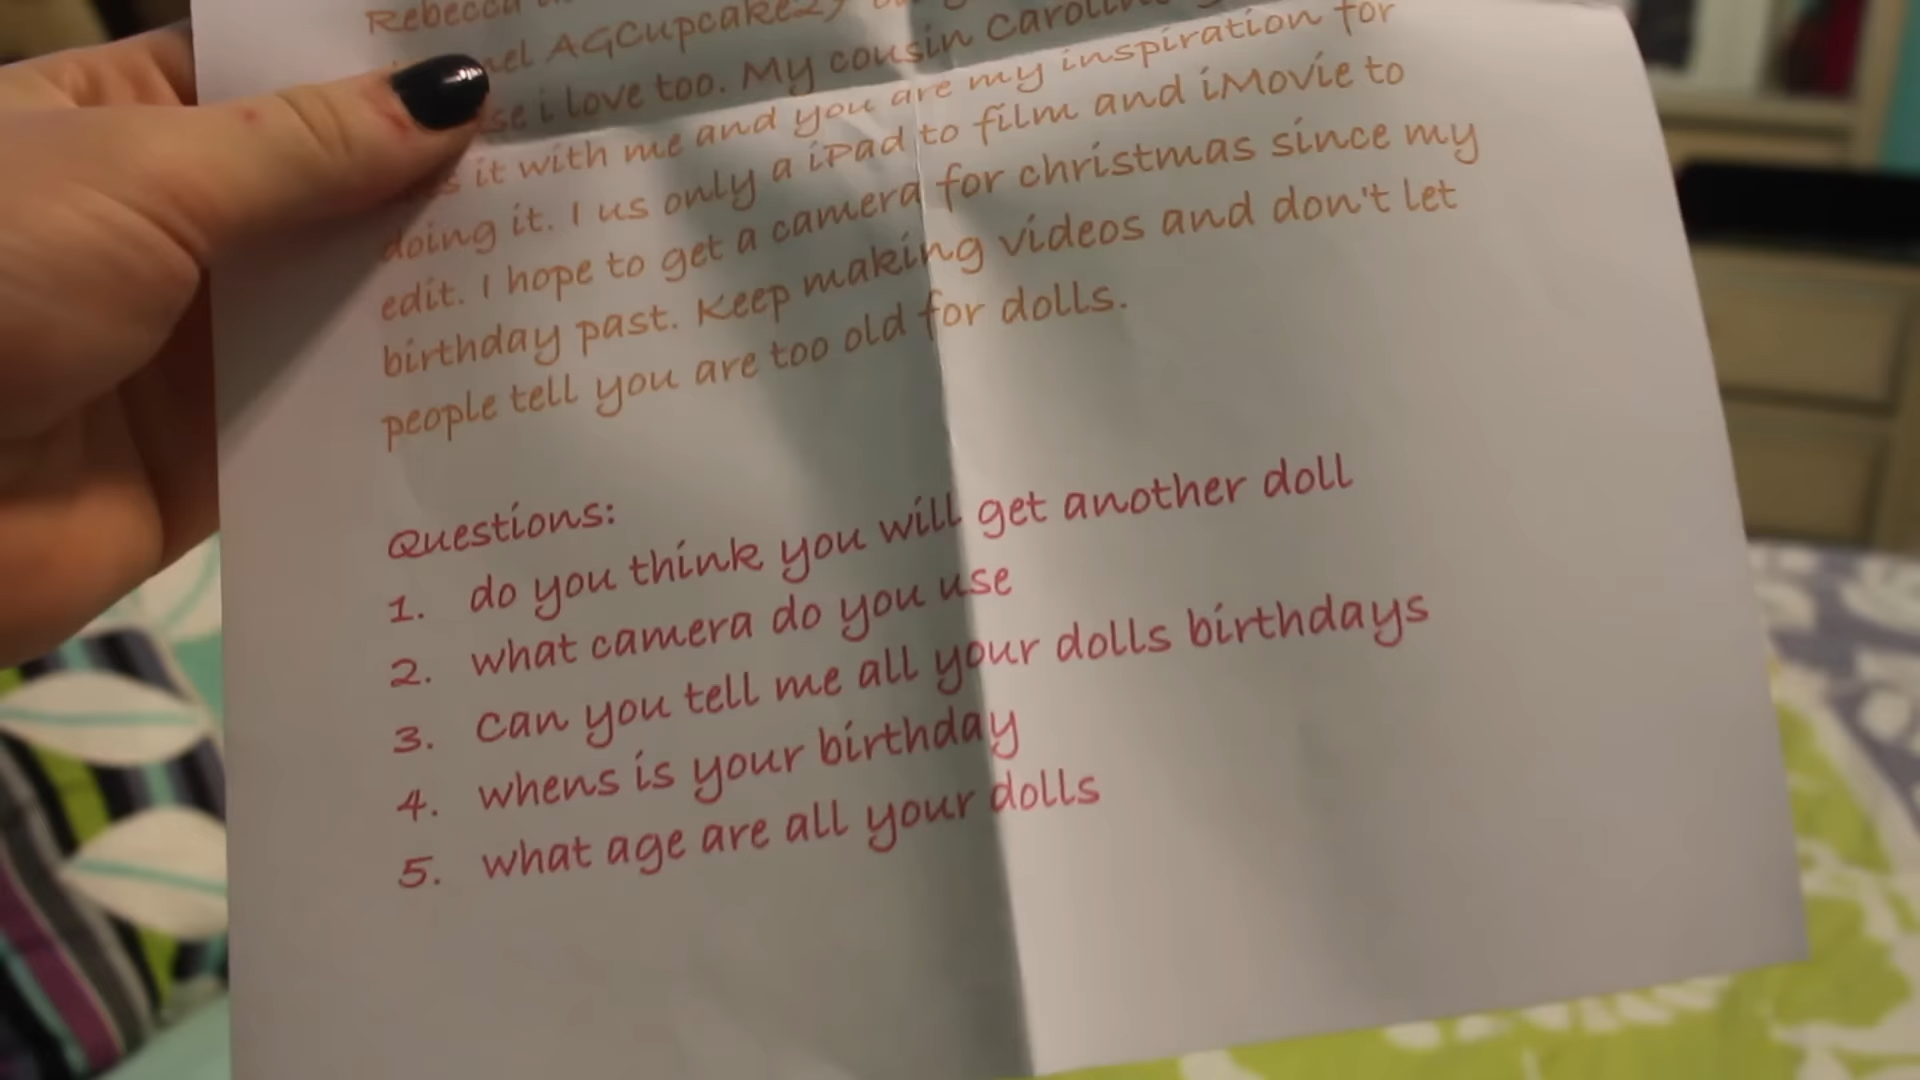 Rebecca
AGCupcake29
i love too. My cousin Caroline
it with me and you are my inspiration for
doing it. I us only a iPad to film and iMovie to
edit. I hope to get a camera for christmas since my
birthday past. Keep making videos and don't let
people tell you are too old for dolls.
Questions:
1. do you think you will get another doll
2. what camera do you use
3. can you tell me all your dolls birthdays
4. whens is your birthday
5. what age are all your dolls